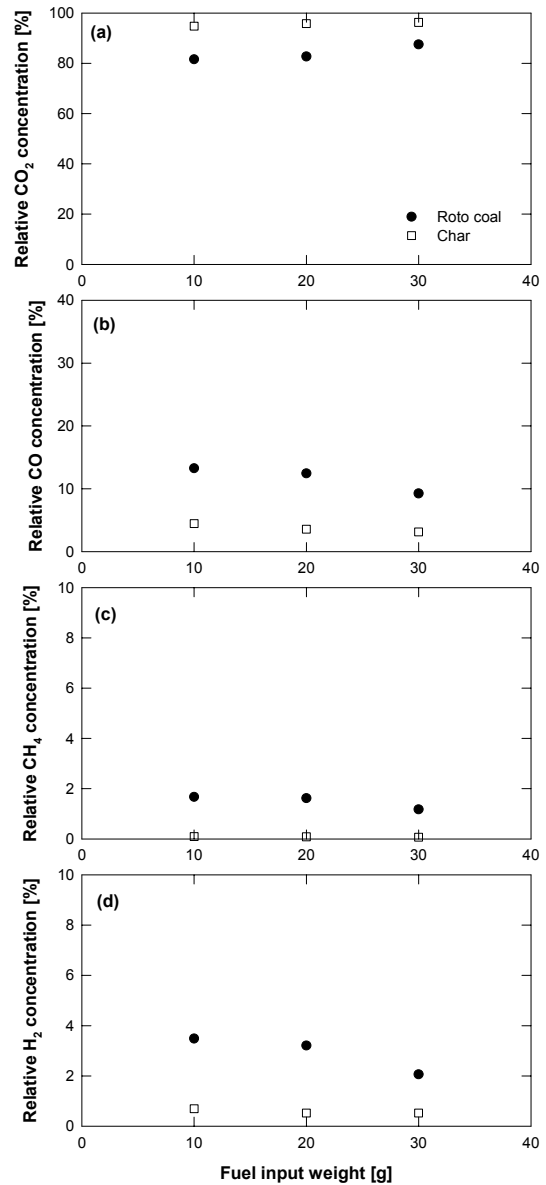 Relative CO2 concentration [%]
100
80
60
40
20
0
(a)
Roto coal
Char
0 10 20 30 40
Relative CO concentration [%]
40
30
20
10
0
(b)
0 10 20 30 40
Relative CH4 concentration [%]
10
8
6
4
2
0
(c)
0 10 20 30 40
Relative H2 concentration [%]
10
8
6
4
2
0
(d)
0 10 20 30 40
Fuel input weight [g]